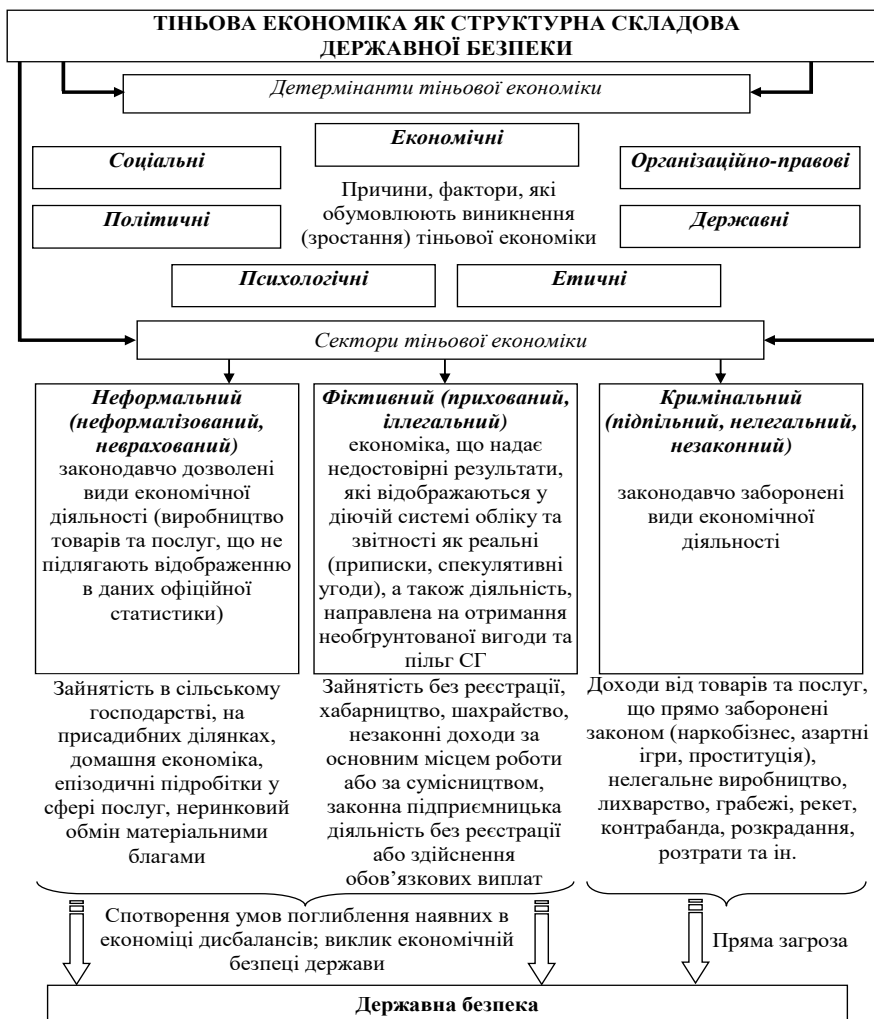 ТІНЬОВА ЕКОНОМІКА ЯК СТРУКТУРНА СКЛАДОВА
ДЕРЖАВНОЇ БЕЗПЕКИ
Детермінанти тіньової економіки
Економічні
Соціальні
Організаційно-правові
Причини, фактори, які
обумовлюють виникнення
(зростання) тіньової економіки
Політичні
Державні
Психологічні
Етичні
Сектори тіньової економіки
Неформальний
(неформалізований,
неврахований)
законодавчо дозволені
види економічної
діяльності (виробництво
товарів та послуг, що не
підлягають відображенню
в даних офіційної
статистики)
Фіктивний (прихований,
іллегальний)
економіка, що надає
недостовірні результати,
які відображаються у
діючій системі обліку та
звітності як реальні
(приписки, спекулятивні
угоди), а також діяльність,
направлена на отримання
необґрунтованої вигоди та
пільг СГ
Кримінальний
(підпільний, нелегальний,
незаконний)
законодавчо заборонені
види економічної
діяльності
Зайнятість в сільському
господарстві, на
присадибних ділянках,
домашня економіка,
епізодичні підробітки у
сфері послуг, неринковий
обмін матеріальними
благами
Зайнятість без реєстрації,
хабарництво, шахрайство,
незаконні доходи за
основним місцем роботи
або за сумісництвом,
законна підприємницька
діяльність без реєстрації
або здійснення
обов’язкових виплат
Доходи від товарів та послуг,
що прямо заборонені
законом (наркобізнес, азартні
ігри, проституція),
нелегальне виробництво,
лихварство, грабежі, рекет,
контрабанда, розкрадання,
розтрати та ін.
Спотворення умов поглиблення наявних в
економіці дисбалансів; виклик економічній
безпеці держави
Пряма загроза
Державна безпека